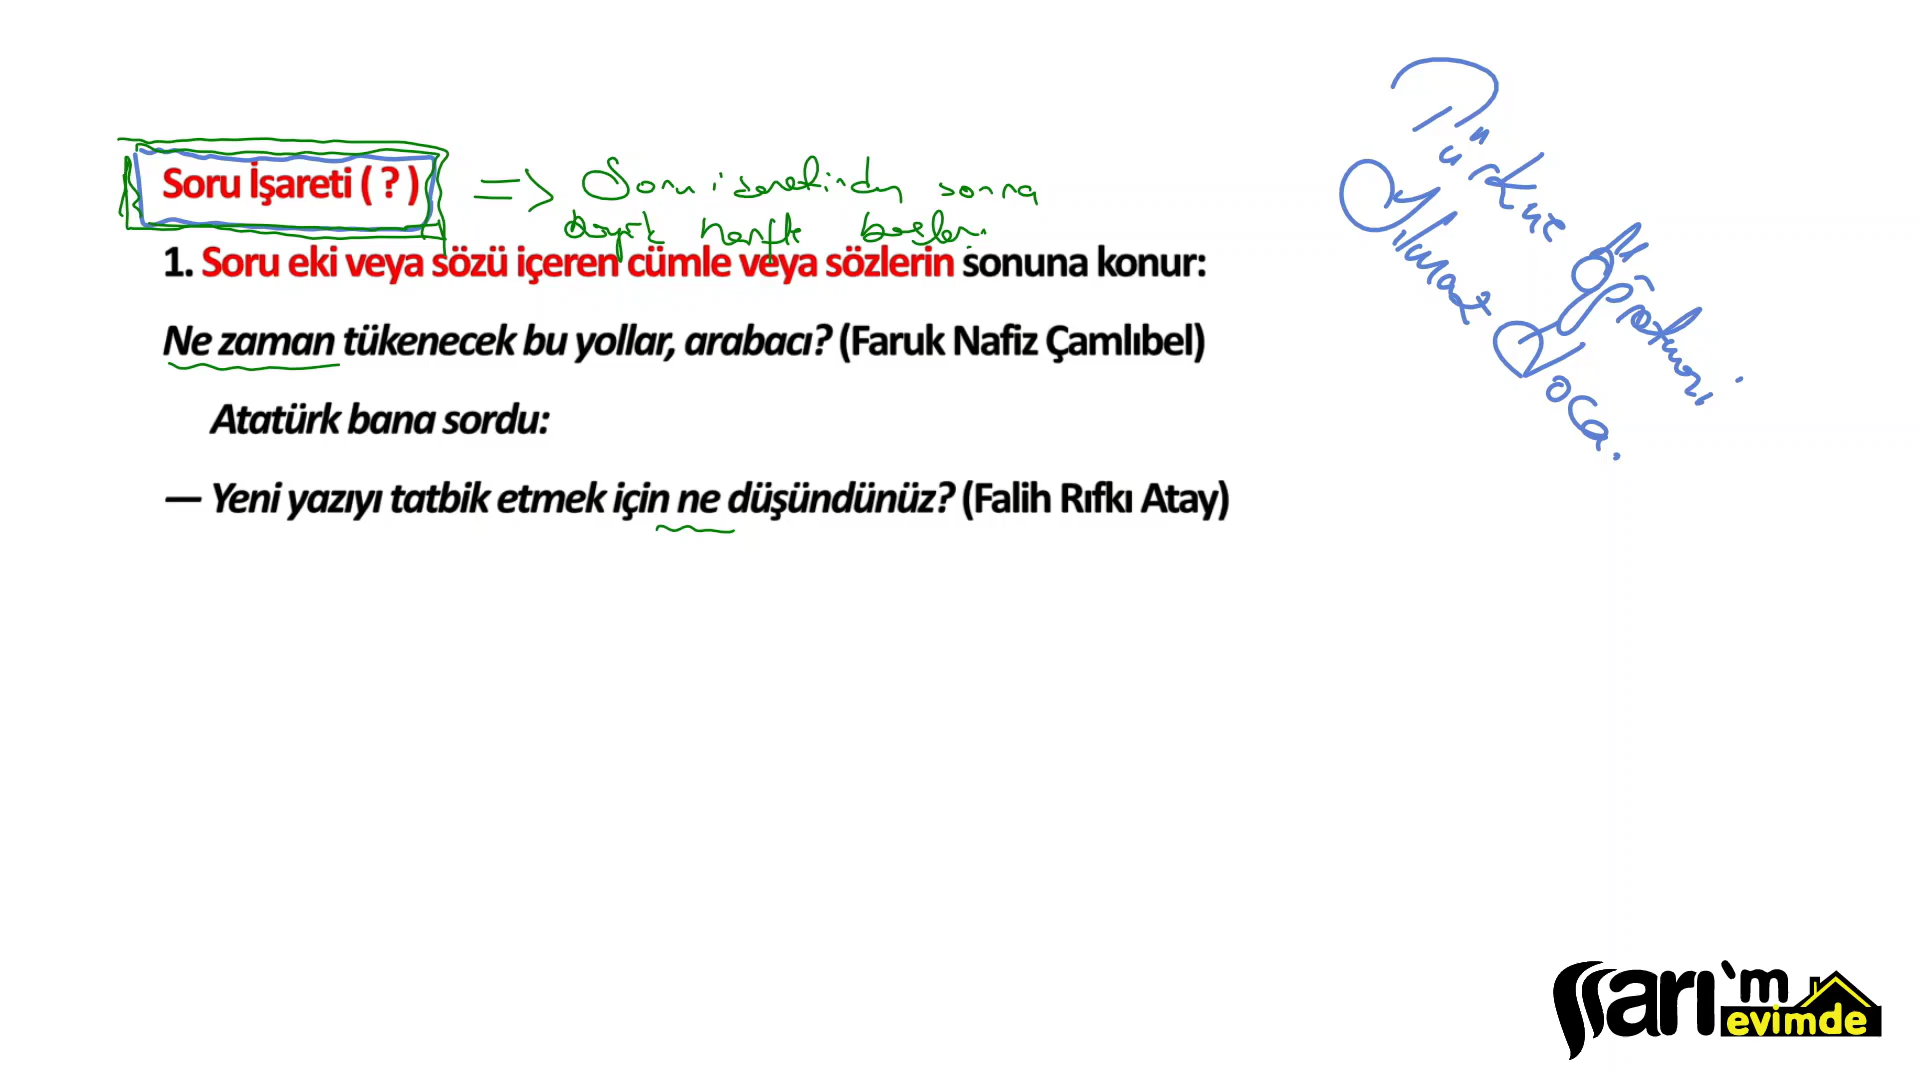 Soru İşareti ( ? )
=> Soru işaretinden sonra
büyük harfle başlar.
1. Soru eki veya sözü içeren cümle veya sözlerin sonuna konur:
Ne zaman tükenecek bu yollar, arabacı? (Faruk Nafiz Çamlıbel)
Atatürk bana sordu:
— Yeni yazıyı tatbik etmek için ne düşündünüz? (Falih Rıfkı Atay)
Türkçe Öğretmeni
Hoca.
sarı'm
evimde